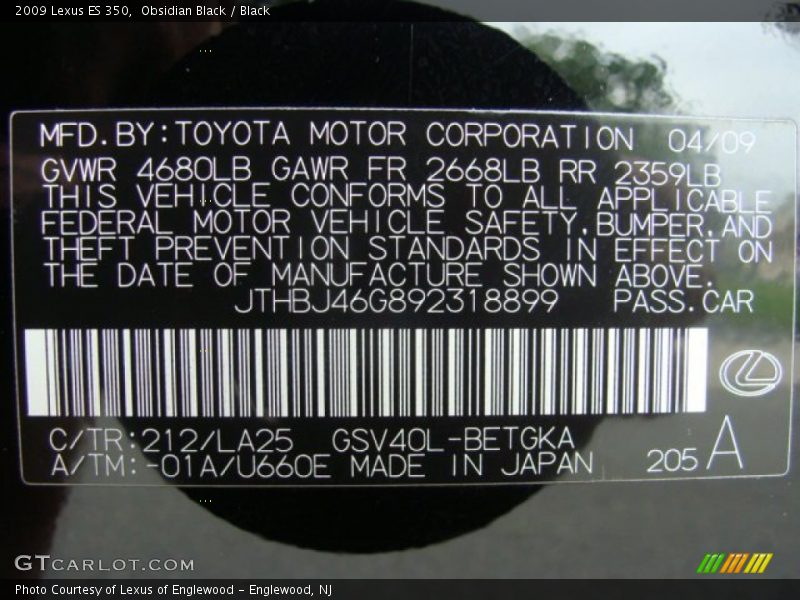 2009 Lexus ES 350,  Obsidian Black / Black
MFD.BY:TOYOTA MOTOR CORPORATION 04/09
GVWR 4680LB GAWR FR 2668LB RR 2359LB
THIS VEHICLE CONFORMS TO ALL APPLICABLE
FEDERAL MOTOR VEHICLE SAFETY,BUMPER,AND
THEFT PREVENTION STANDARDS IN EFFECT ON
THE DATE OF MANUFACTURE SHOWN ABOVE.
JTHBJ46G892318899 PASS.CAR
C/TR:212/LA25 GSV40L-BETGKA
A/TM:-01A/U660E MADE IN JAPAN 205 A
GTCARLOT.COM
Photo Courtesy of Lexus of Englewood – Englewood, NJ